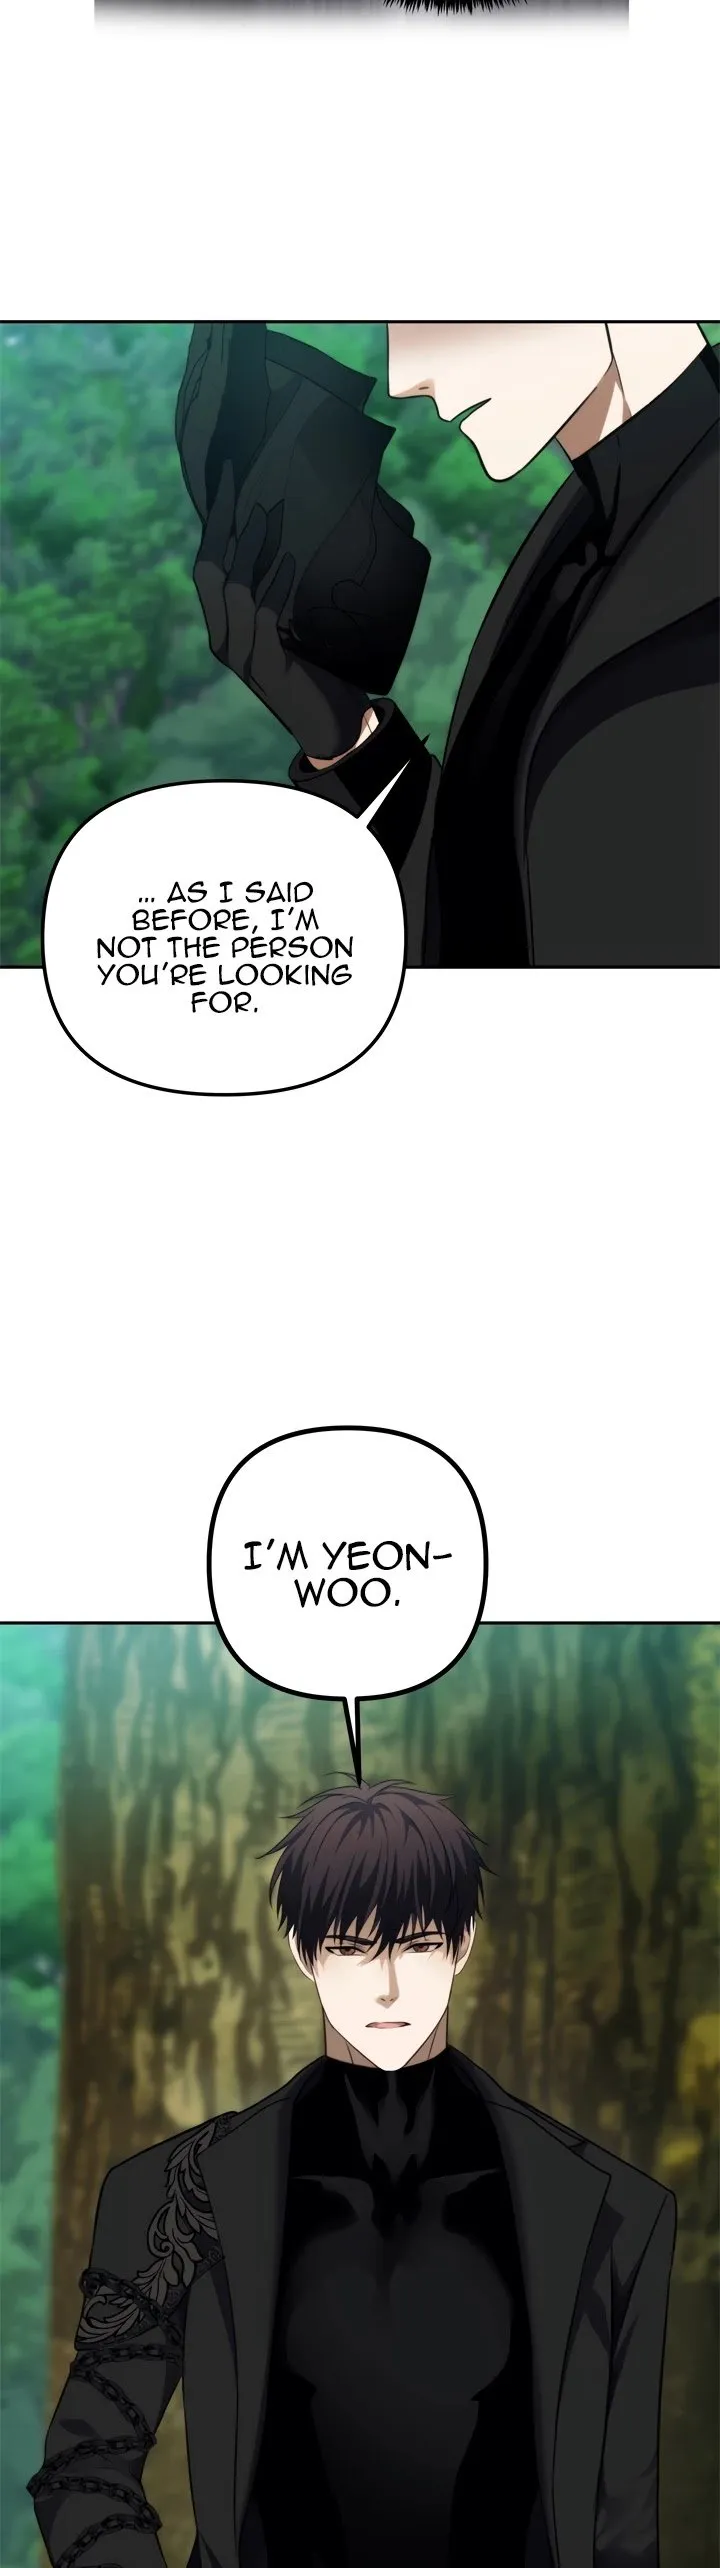 ... AS I SAID
BEFORE, I'M
NOT THE PERSON
YOU'RE LOOKING
FOR.
I'M YEON-
WOO.